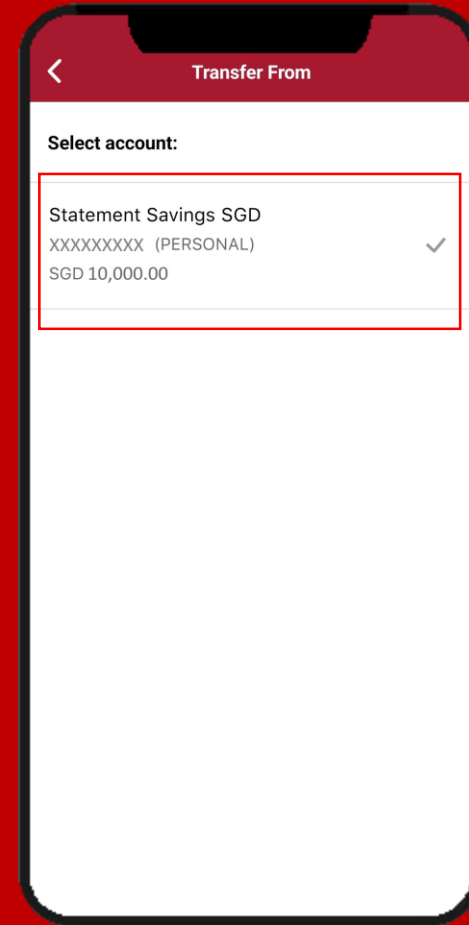 Transfer From
Select account:
Statement Savings SGD
XXXXXXXXX (PERSONAL)
SGD 10,000.00